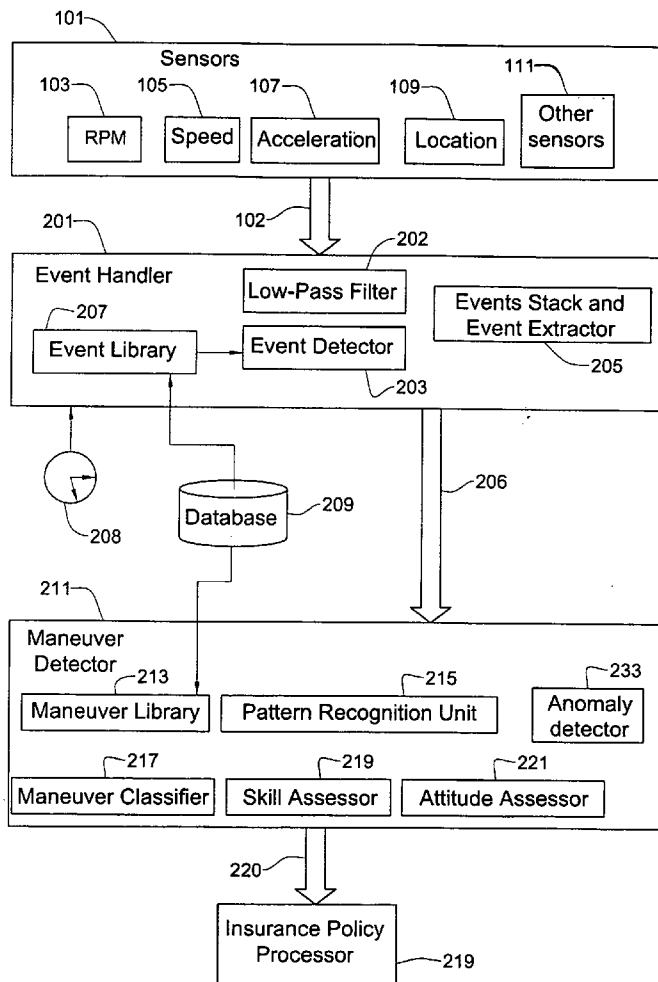 101
Sensors
103
105
107
109
111
RPM
Speed
Acceleration
Location
Other
sensors
102
201
202
Event Handler
Low-Pass Filter
Events Stack and
Event Extractor
205
207
Event Library
Event Detector
203
206
208
Database
209
211
Maneuver
Detector
213
215
233
Maneuver Library
Pattern Recognition Unit
Anomaly
detector
217
219
221
Maneuver Classifier
Skill Assessor
Attitude Assessor
220
Insurance Policy
Processor
219